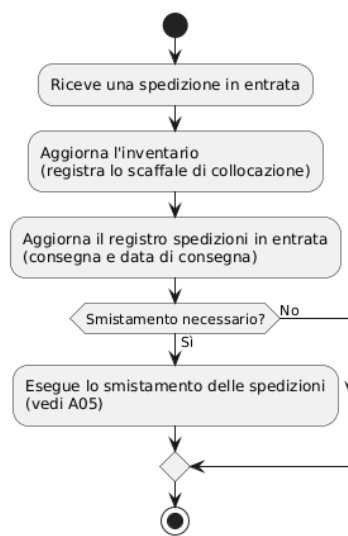 Riceve una spedizione in entrata
Aggiorna l'inventario
(registra lo scaffale di collocazione)
Aggiorna il registro spedizioni in entrata
(consegna e data di consegna)
Smistamento necessario?
No
Sì
Esegue lo smistamento delle spedizioni
(vedi A05)